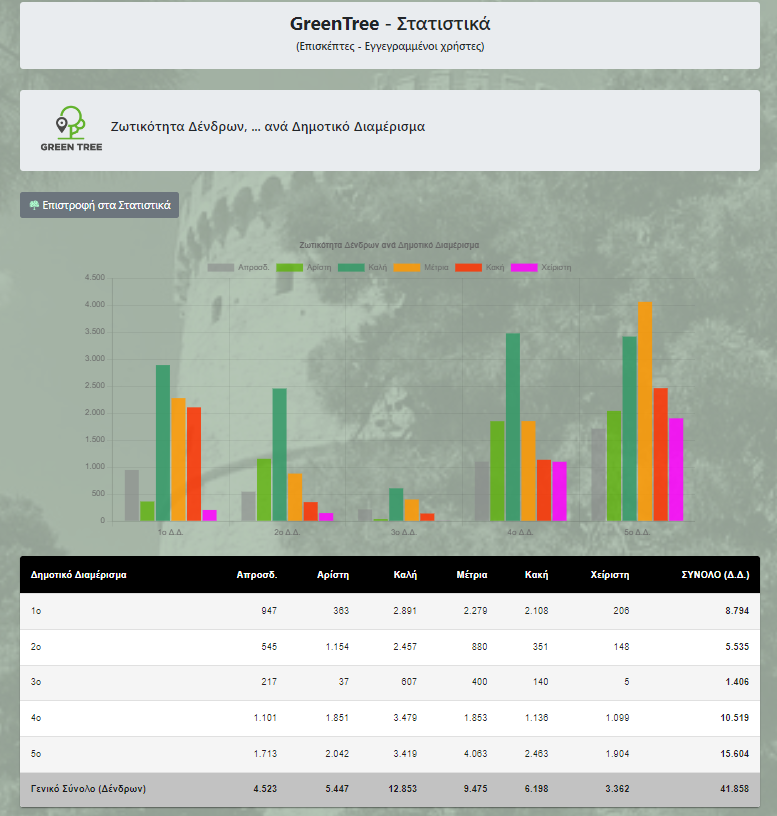 GreenTree - Στατιστικά
(Επισκέπτες - Εγγεγραμμένοι χρήστες)
GREEN TREE
Ζωτικότητα Δένδρων, ... ανά Δημοτικό Διαμέρισμα
Επιστροφή στα Στατιστικά
Ζωτικότητα Δένδρων ανά Δημοτικό Διαμέρισμα
Απροσδ. Αρίστη Καλή Μέτρια Κακή Χείριστη
4.500
4.000
3.500
3.000
2.500
2.000
1.500
1.000
500
0
1ο Δ.Δ. 2ο Δ.Δ. 3ο Δ.Δ. 4ο Δ.Δ. 5ο Δ.Δ.
Δημοτικό Διαμέρισμα Απροσδ. Αρίστη Καλή Μέτρια Κακή Χείριστη ΣΥΝΟΛΟ (Δ.Δ.)
1ο 947 363 2.891 2.279 2.108 206 8.794
2ο 545 1.154 2.457 880 351 148 5.535
3ο 217 37 607 400 140 5 1.406
4ο 1.101 1.851 3.479 1.853 1.136 1.099 10.519
5ο 1.713 2.042 3.419 4.063 2.463 1.904 15.604
Γενικό Σύνολο (Δένδρων) 4.523 5.447 12.853 9.475 6.198 3.362 41.858